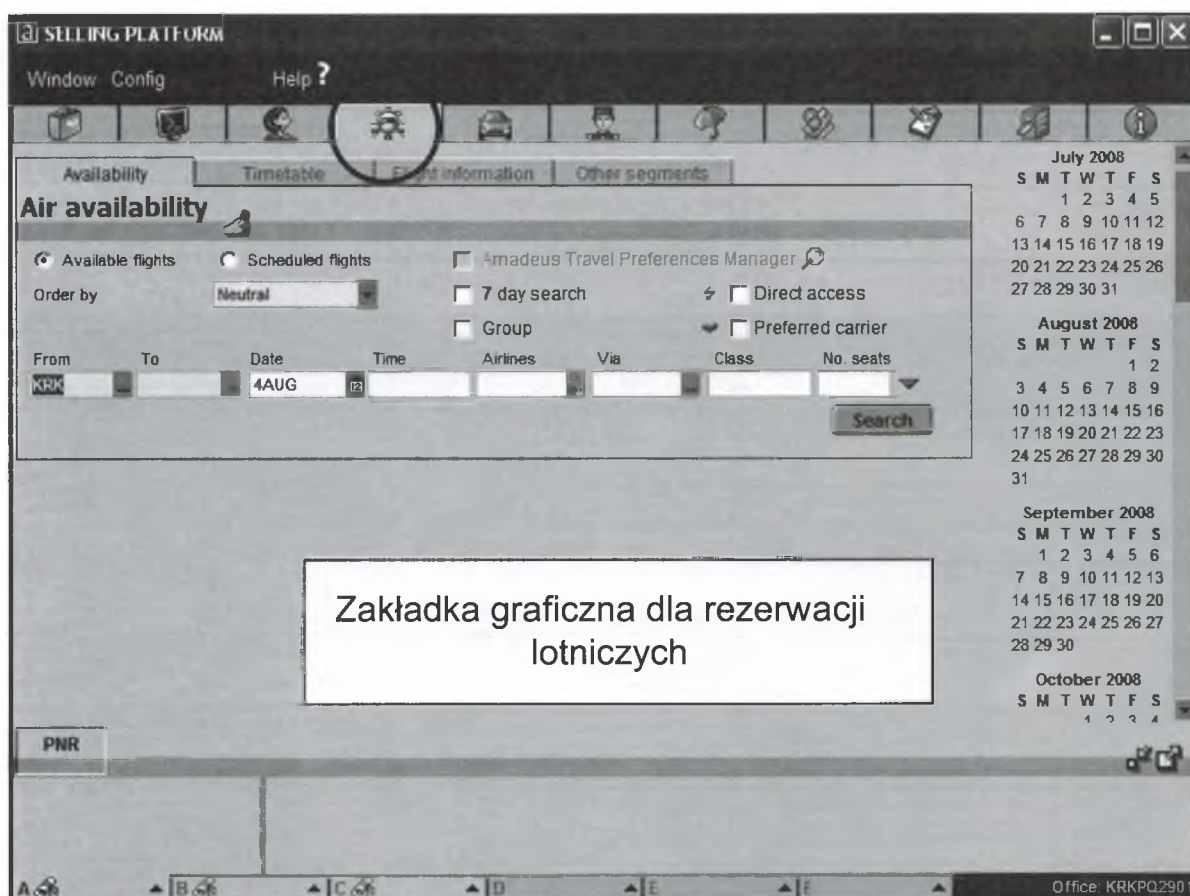 SELLING PLATFORM
Window Config Help ?
Availability Timetable Flight information Other segments
Air availability
Available flights Scheduled flights Amadeus Travel Preferences Manager
Order by Neutral 7 day search Direct access
Group Preferred carrier
From To Date Time Airlines Via Class No. seats
KRK 4AUG
Search
July 2008
S M T W T F S
1 2 3 4 5
6 7 8 9 10 11 12
13 14 15 16 17 18 19
20 21 22 23 24 25 26
27 28 29 30 31
August 2008
S M T W T F S
1 2
3 4 5 6 7 8 9
10 11 12 13 14 15 16
17 18 19 20 21 22 23
24 25 26 27 28 29 30
31
September 2008
S M T W T F S
1 2 3 4 5 6
7 8 9 10 11 12 13
14 15 16 17 18 19 20
21 22 23 24 25 26 27
28 29 30
October 2008
S M T W T F S
1 2 3 4
Zakładka graficzna dla rezerwacji
lotniczych
PNR
A B C D E
Office: KRKPQ290